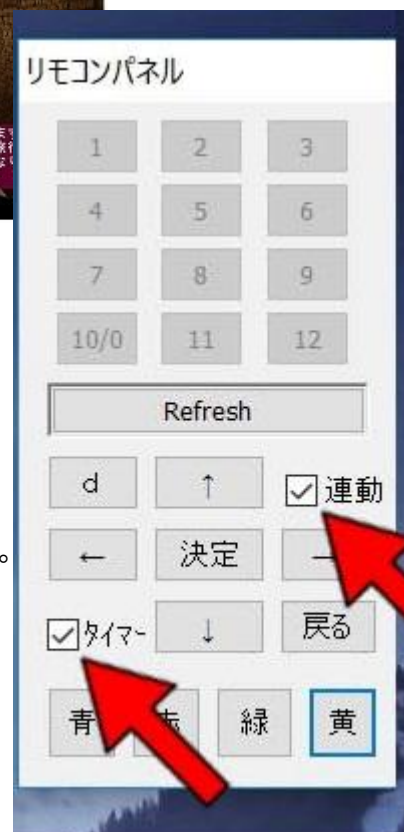 リモコンパネル
1 2 3
4 5 6
7 8 9
10/0 11 12
Refresh
d ↑ 連動
。
← 決定 →
タイマー ↓ 戻る
青 赤 緑 黄